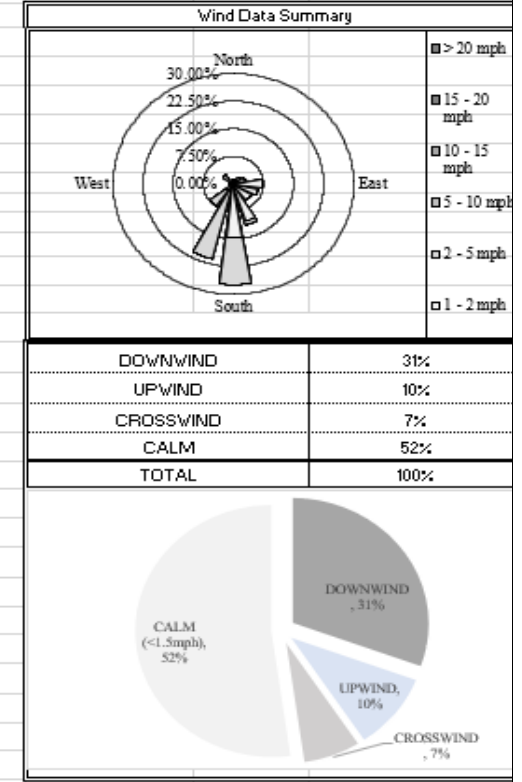 Wind Data Summary
North
30.00%
22.50%
15.00%
7.50%
0.00%
West
East
South
> 20 mph
15 - 20
mph
10 - 15
mph
5 - 10 mph
2 - 5 mph
1 - 2 mph
DOWNWIND 31%
UPWIND 10%
CROSSWIND 7%
CALM 52%
TOTAL 100%
DOWNWIND
, 31%
CALM
(<1.5mph),
52%
UPWIND,
10%
CROSSWIND
, 7%